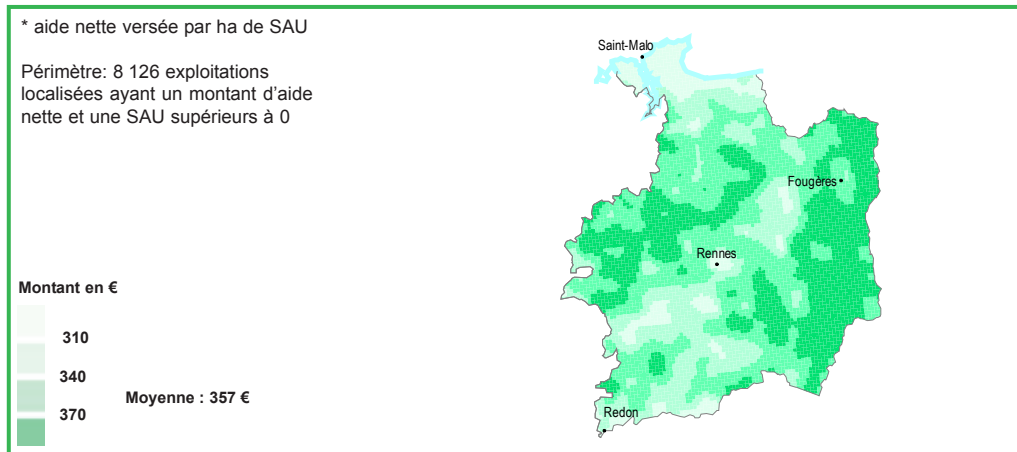 * aide nette versée par ha de SAU
Périmètre: 8 126 exploitations
localisées ayant un montant d’aide
nette et une SAU supérieurs à 0
Saint-Malo
Fougères
Rennes
Redon
Montant en €
310
340
370
Moyenne : 357 €